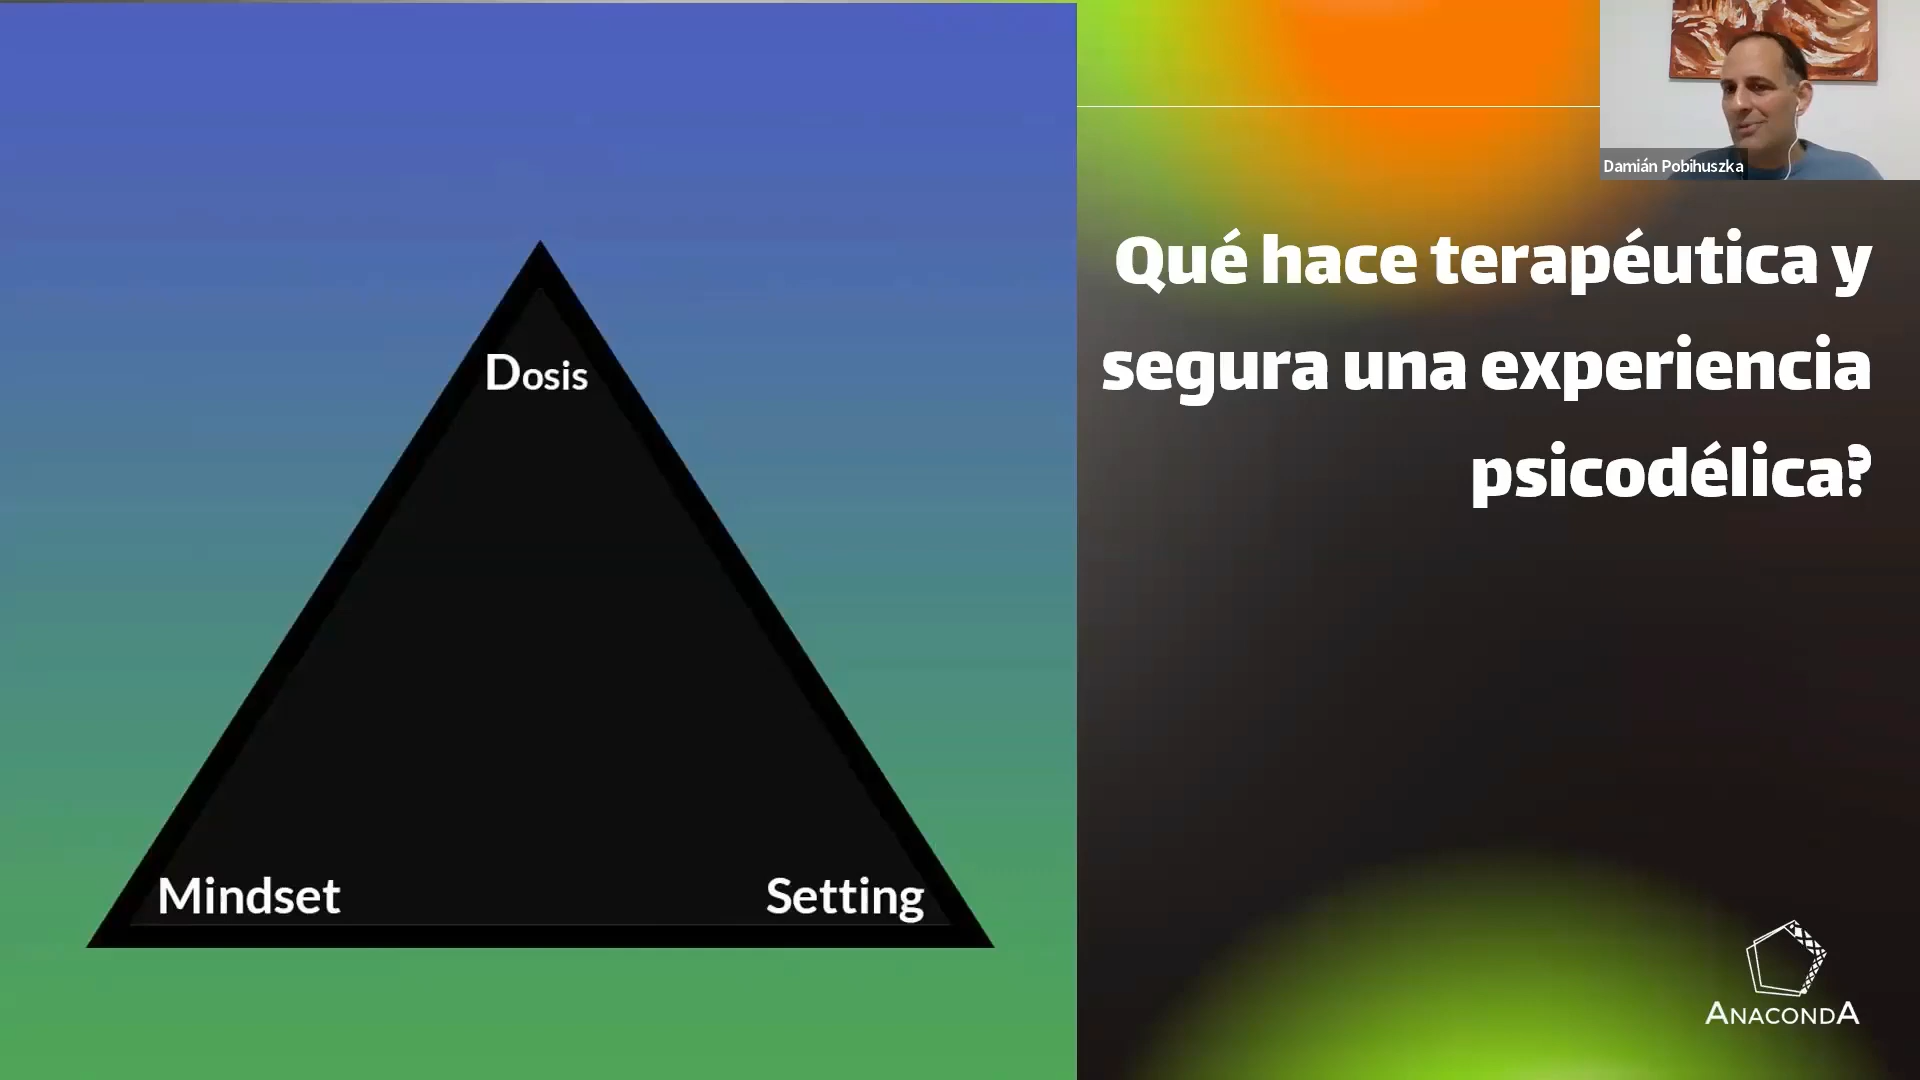 Dosis
Mindset
Setting
Damián Pobihuszka
Qué hace terapéutica y
segura una experiencia
psicodélica?
ANACONDA